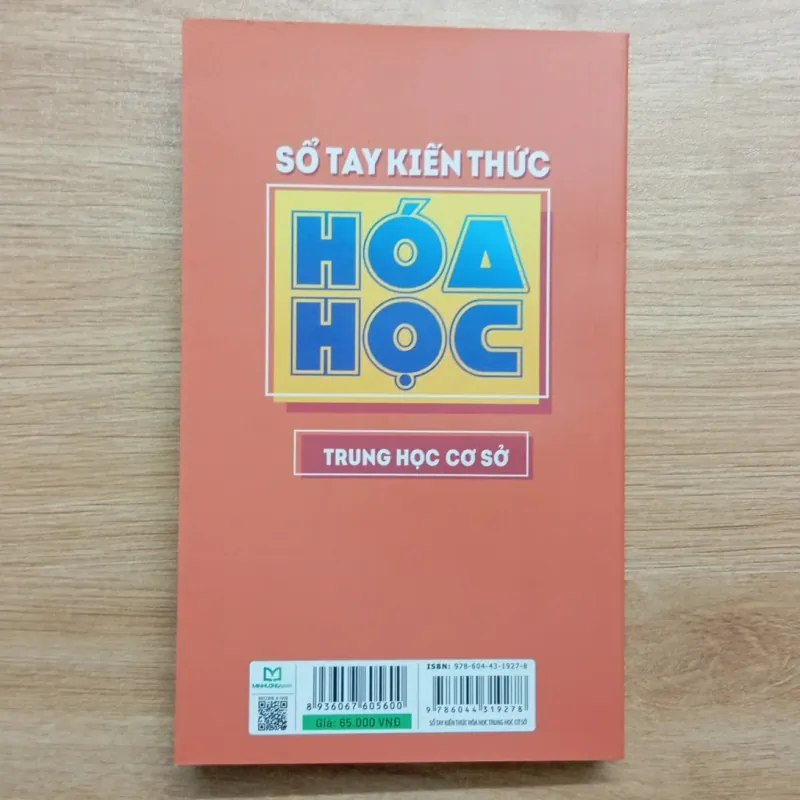 SỔ TAY KIẾN THỨC
HÓA
HỌC
TRUNG HỌC CƠ SỞ
MINHLONG
8 936067 605600
Giá: 65.000 VNĐ
ISBN: 978-604-43-1927-8
9 786044 319278
SỔ TAY KIẾN THỨC HÓA HỌC TRUNG HỌC CƠ SỞ